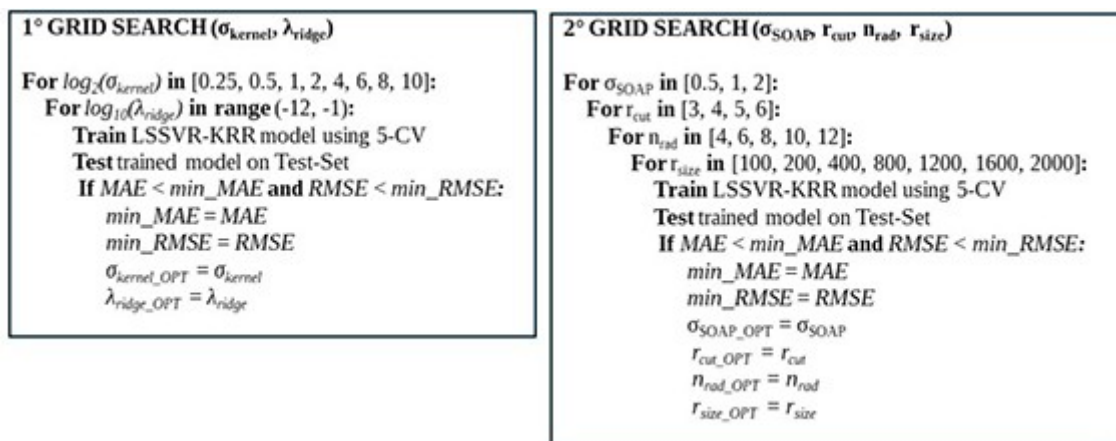 1° GRID SEARCH (σkernel, λridge)
For log2(σkernel) in [0.25, 0.5, 1, 2, 4, 6, 8, 10]:
For log10(λridge) in range (-12, -1):
Train LSSVR-KRR model using 5-CV
Test trained model on Test-Set
If MAE < min_MAE and RMSE < min_RMSE:
min_MAE = MAE
min_RMSE = RMSE
σkernel_OPT = σkernel
λridge_OPT = λridge
2° GRID SEARCH (σSOAP, rcut, nrad, rsize)
For σSOAP in [0.5, 1, 2]:
For rcut in [3, 4, 5, 6]:
For nrad in [4, 6, 8, 10, 12]:
For rsize in [100, 200, 400, 800, 1200, 1600, 2000]:
Train LSSVR-KRR model using 5-CV
Test trained model on Test-Set
If MAE < min_MAE and RMSE < min_RMSE:
min_MAE = MAE
min_RMSE = RMSE
σSOAP_OPT = σSOAP
rcut_OPT = rcut
nrad_OPT = nrad
rsize_OPT = rsize